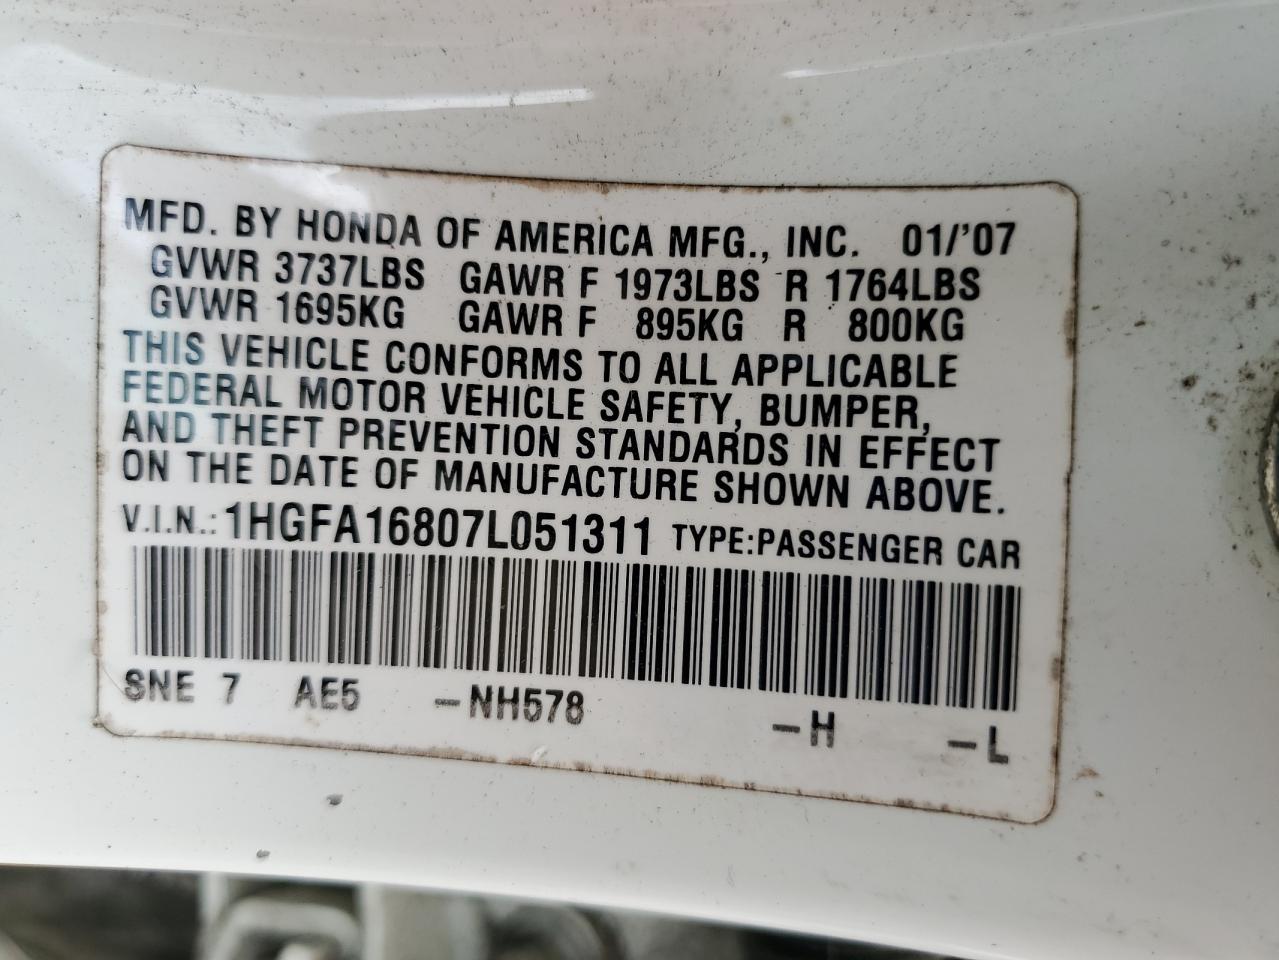 MFD. BY HONDA OF AMERICA MFG., INC. 01/'07
GVWR 3737LBS GAWR F 1973LBS R 1764LBS
GVWR 1695KG GAWR F 895KG R 800KG
THIS VEHICLE CONFORMS TO ALL APPLICABLE
FEDERAL MOTOR VEHICLE SAFETY, BUMPER,
AND THEFT PREVENTION STANDARDS IN EFFECT
ON THE DATE OF MANUFACTURE SHOWN ABOVE.
V.I.N.: 1HGFA16807L051311 TYPE:PASSENGER CAR
SNE 7 AE5 -NH578 -H -L